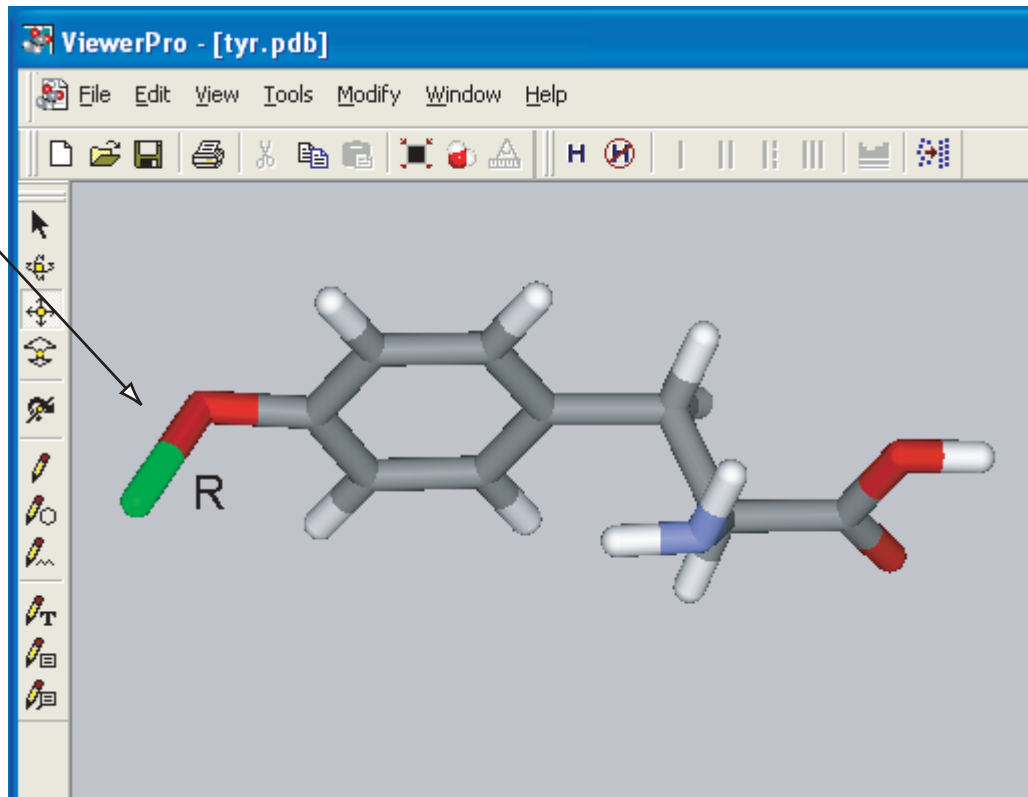 ViewerPro - [tyr.pdb]
File Edit View Tools Modify Window Help
H H
T
R